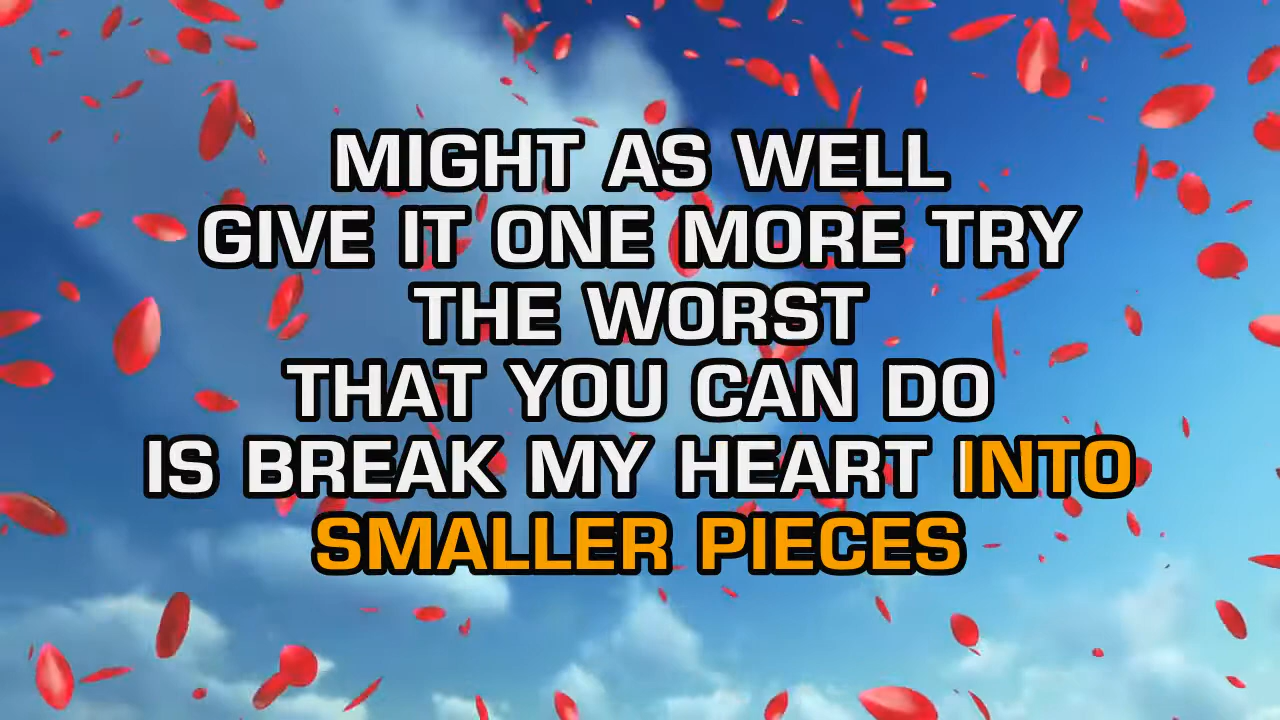 MIGHT AS WELL
GIVE IT ONE MORE TRY
THE WORST
THAT YOU CAN DO
IS BREAK MY HEART INTO
SMALLER PIECES